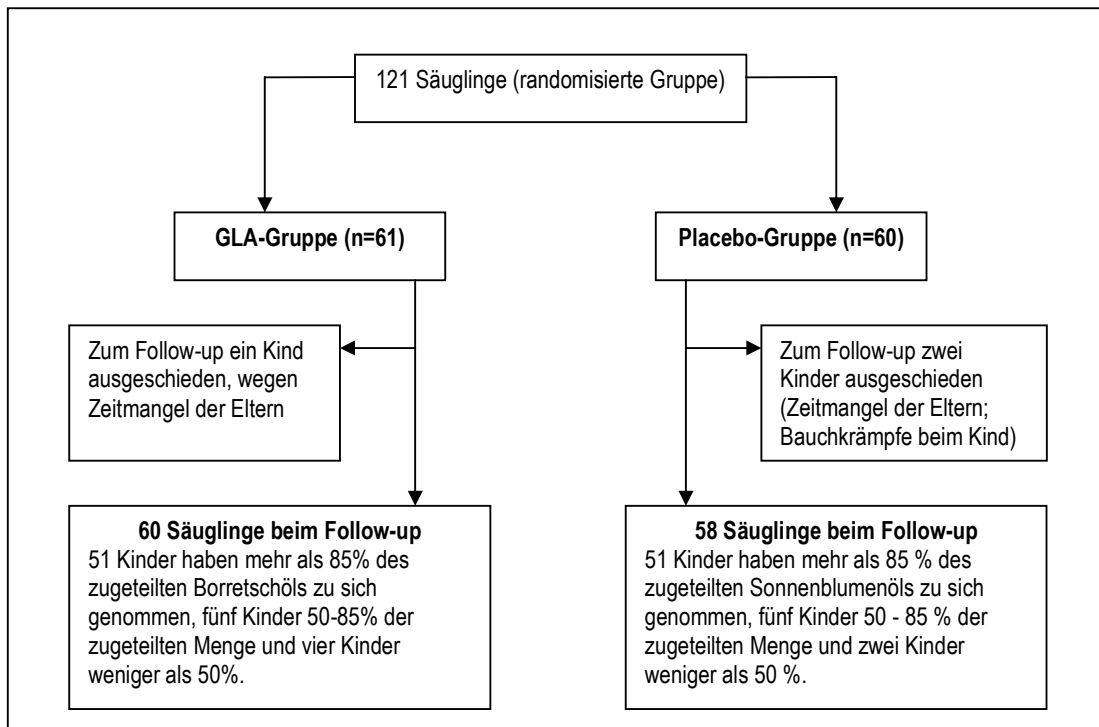 121 Säuglinge (randomisierte Gruppe)
GLA-Gruppe (n=61)
Placebo-Gruppe (n=60)
Zum Follow-up ein Kind
ausgeschieden, wegen
Zeitmangel der Eltern
Zum Follow-up zwei
Kinder ausgeschieden
(Zeitmangel der Eltern;
Bauchkrämpfe beim Kind)
60 Säuglinge beim Follow-up
51 Kinder haben mehr als 85% des
zugeteilten Borretschöls zu sich
genommen, fünf Kinder 50-85% der
zugeteilten Menge und vier Kinder
weniger als 50%.
58 Säuglinge beim Follow-up
51 Kinder haben mehr als 85 % des
zugeteilten Sonnenblumenöls zu sich
genommen, fünf Kinder 50 - 85 % der
zugeteilten Menge und zwei Kinder
weniger als 50 %.